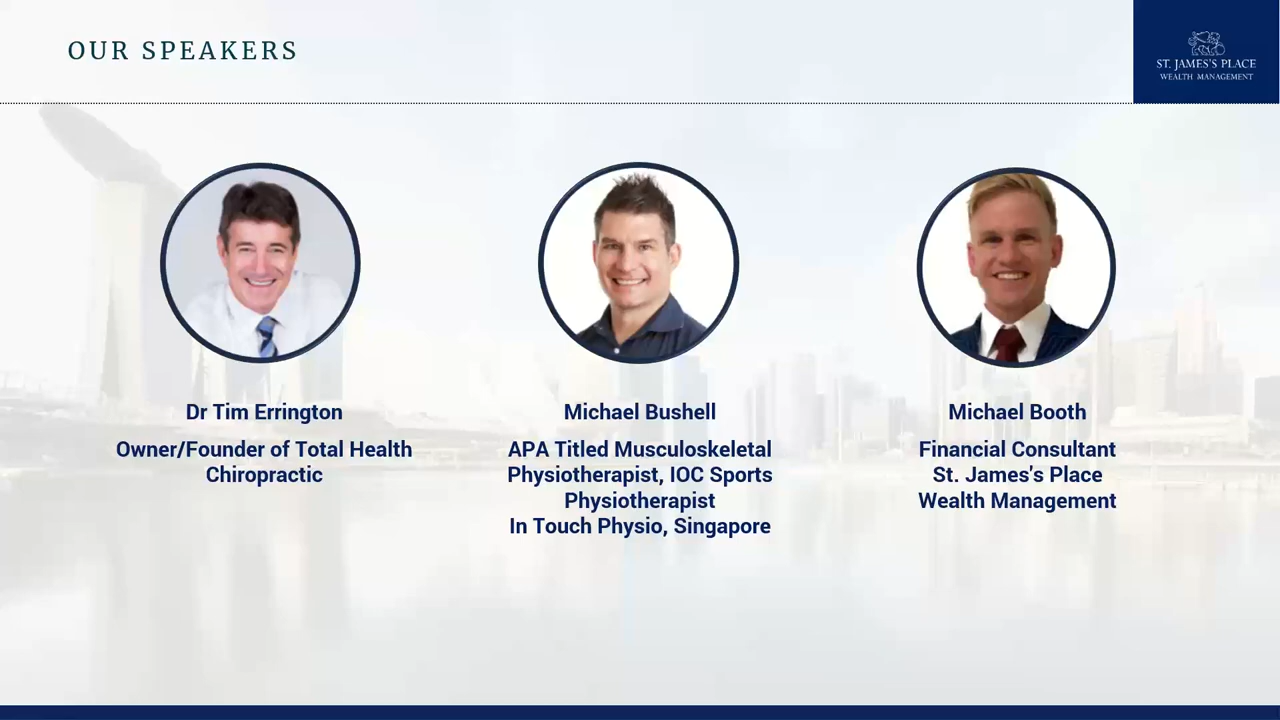 OUR SPEAKERS
ST. JAMES'S PLACE
WEALTH MANAGEMENT
Dr Tim Errington
Owner/Founder of Total Health
Chiropractic
Michael Bushell
APA Titled Musculoskeletal
Physiotherapist, IOC Sports
Physiotherapist
In Touch Physio, Singapore
Michael Booth
Financial Consultant
St. James's Place
Wealth Management